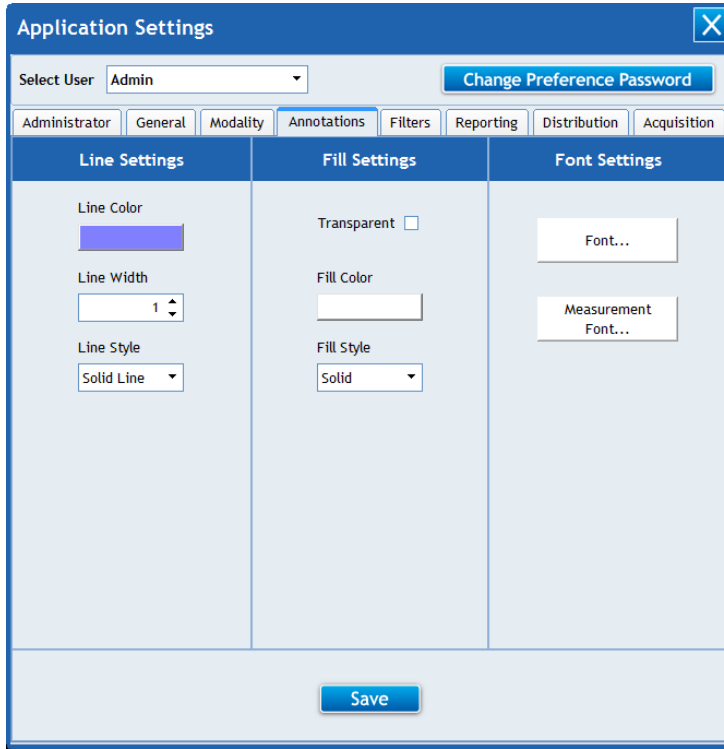 Application Settings
Select User Admin Change Preference Password
Administrator General Modality Annotations Filters Reporting Distribution Acquisition
Line Settings Fill Settings Font Settings
Line Color
Transparent
Font...
Line Width Fill Color
1
Measurement
Font...
Line Style Fill Style
Solid Line Solid
Save